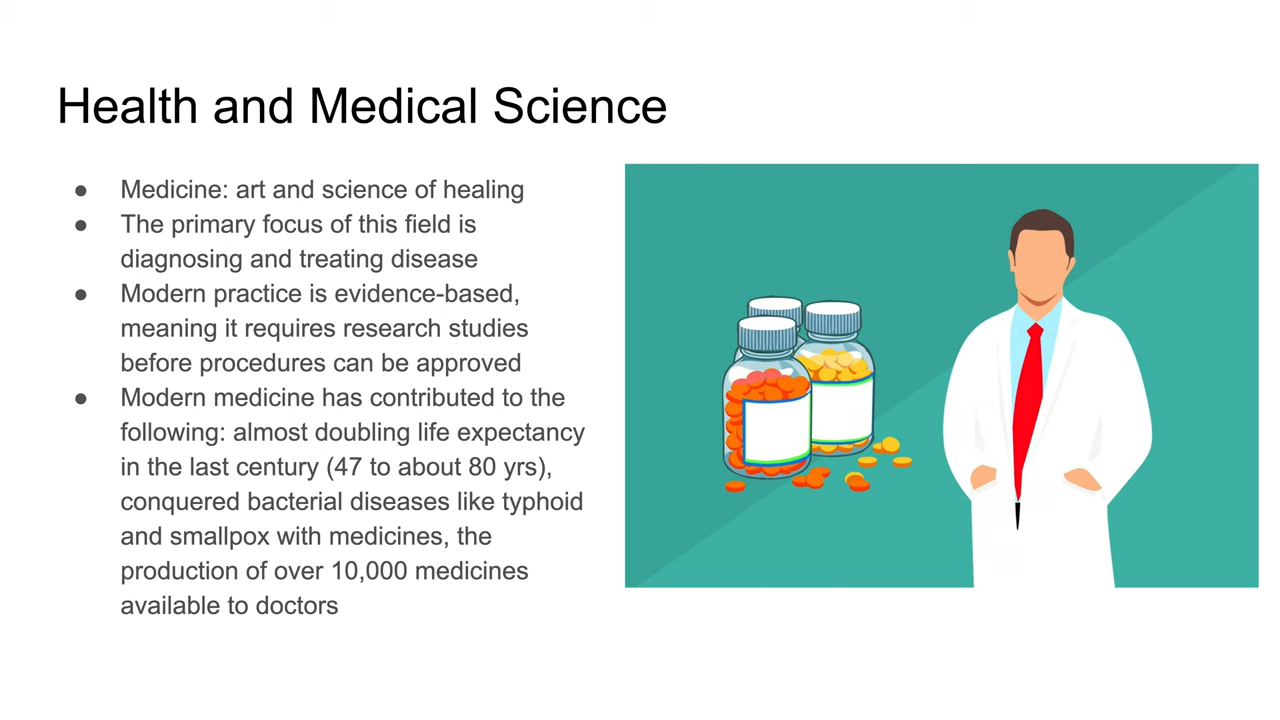 Health and Medical Science
● Medicine: art and science of healing
● The primary focus of this field is
diagnosing and treating disease
● Modern practice is evidence-based,
meaning it requires research studies
before procedures can be approved
● Modern medicine has contributed to the
following: almost doubling life expectancy
in the last century (47 to about 80 yrs),
conquered bacterial diseases like typhoid
and smallpox with medicines, the
production of over 10,000 medicines
available to doctors